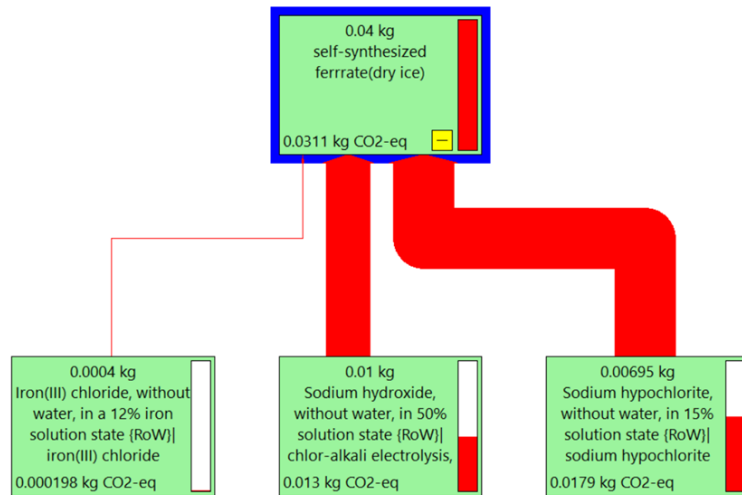 0.04 kg
self-synthesized
ferrrate(dry ice)
0.0311 kg CO2-eq
0.0004 kg
Iron(III) chloride, without
water, in a 12% iron
solution state {RoW}|
iron(III) chloride
0.000198 kg CO2-eq
0.01 kg
Sodium hydroxide,
without water, in 50%
solution state {RoW}|
chlor-alkali electrolysis,
0.013 kg CO2-eq
0.00695 kg
Sodium hypochlorite,
without water, in 15%
solution state {RoW}|
sodium hypochlorite
0.0179 kg CO2-eq